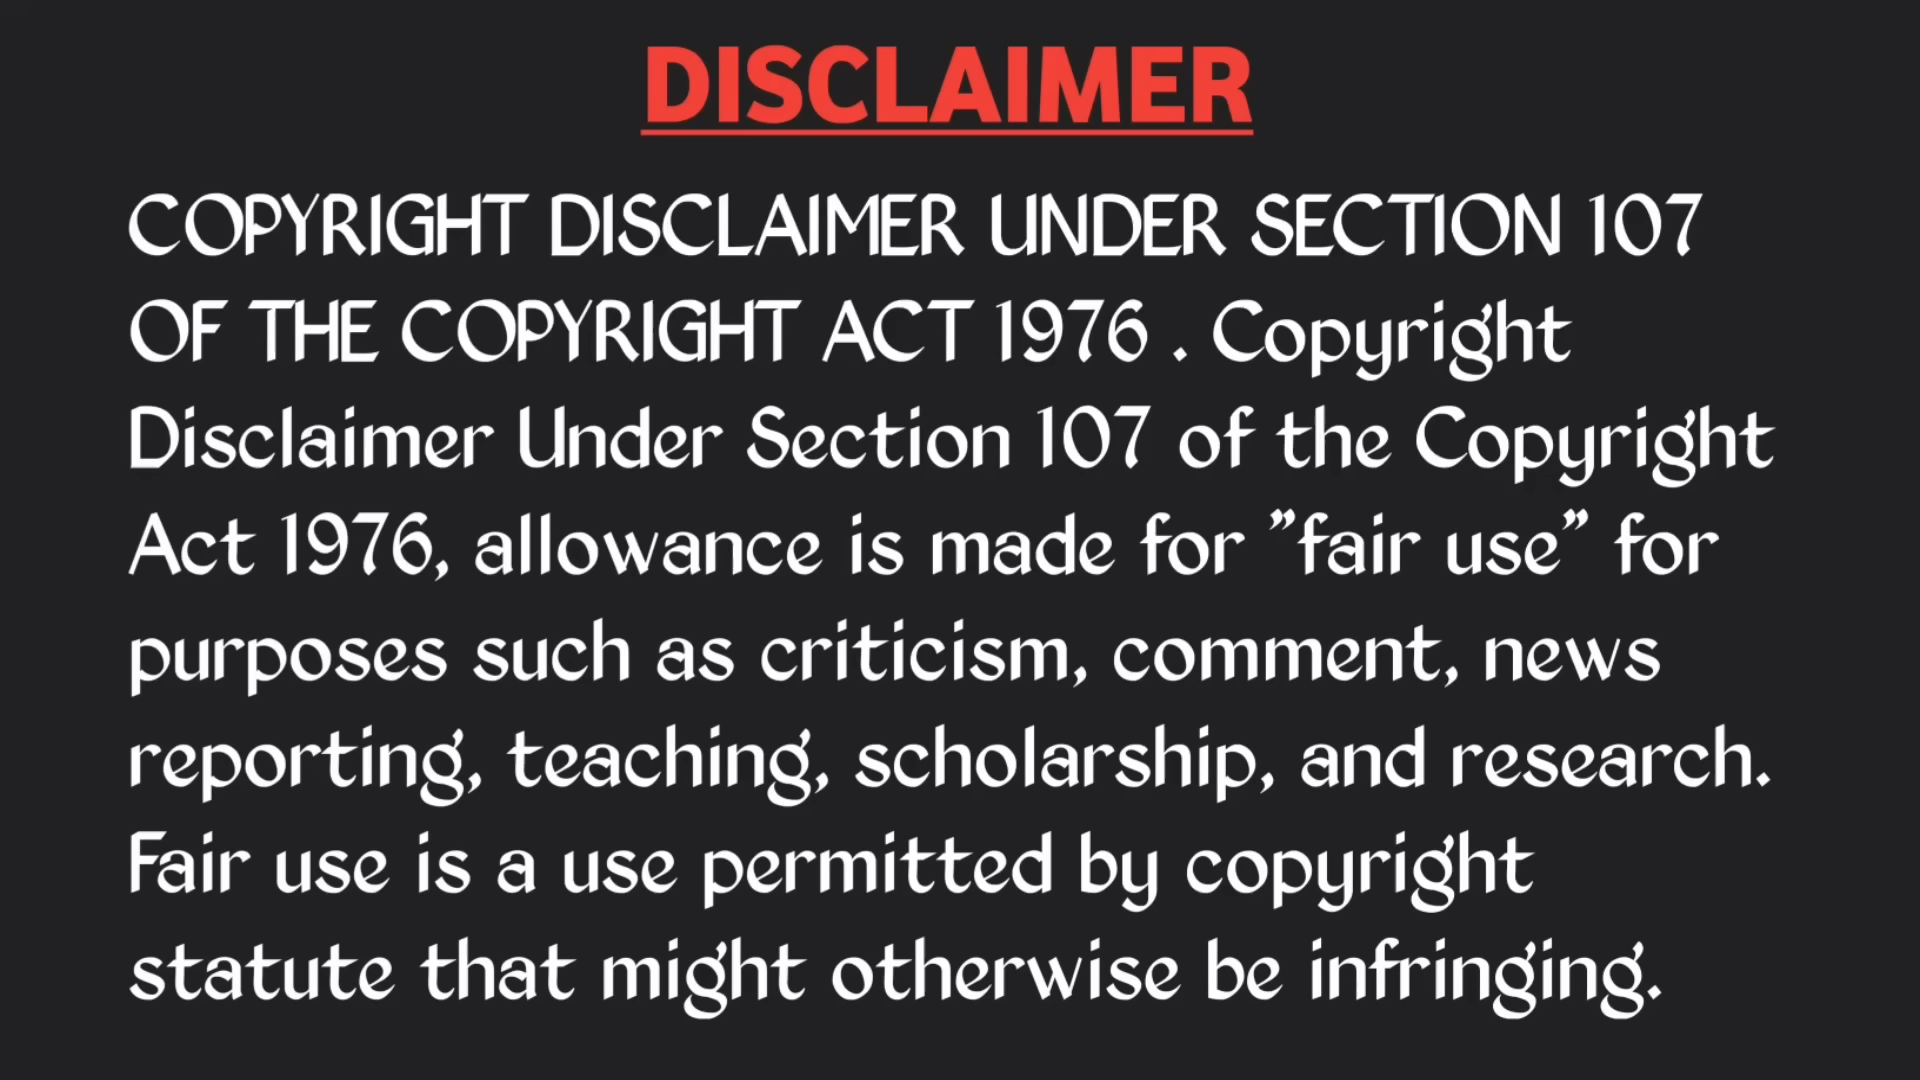 DISCLAIMER
COPYRIGHT DISCLAIMER UNDER SECTION 107
OF THE COPYRIGHT ACT 1976 . Copyright
Disclaimer Under Section 107 of the Copyright
Act 1976, allowance is made for ”fair use” for
purposes such as criticism, comment, news
reporting, teaching, scholarship, and research.
Fair use is a use permitted by copyright
statute that might otherwise be infringing.